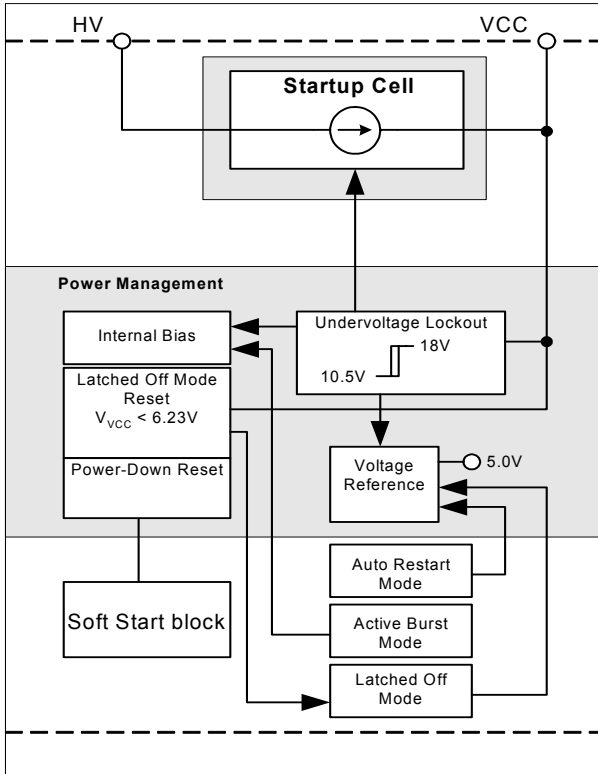 HV VCC
Startup Cell
Power Management
Internal Bias
Undervoltage Lockout
18V
10.5V
Latched Off Mode
Reset
V_VCC < 6.23V
Power-Down Reset
Voltage
Reference
5.0V
Auto Restart
Mode
Soft Start block
Active Burst
Mode
Latched Off
Mode